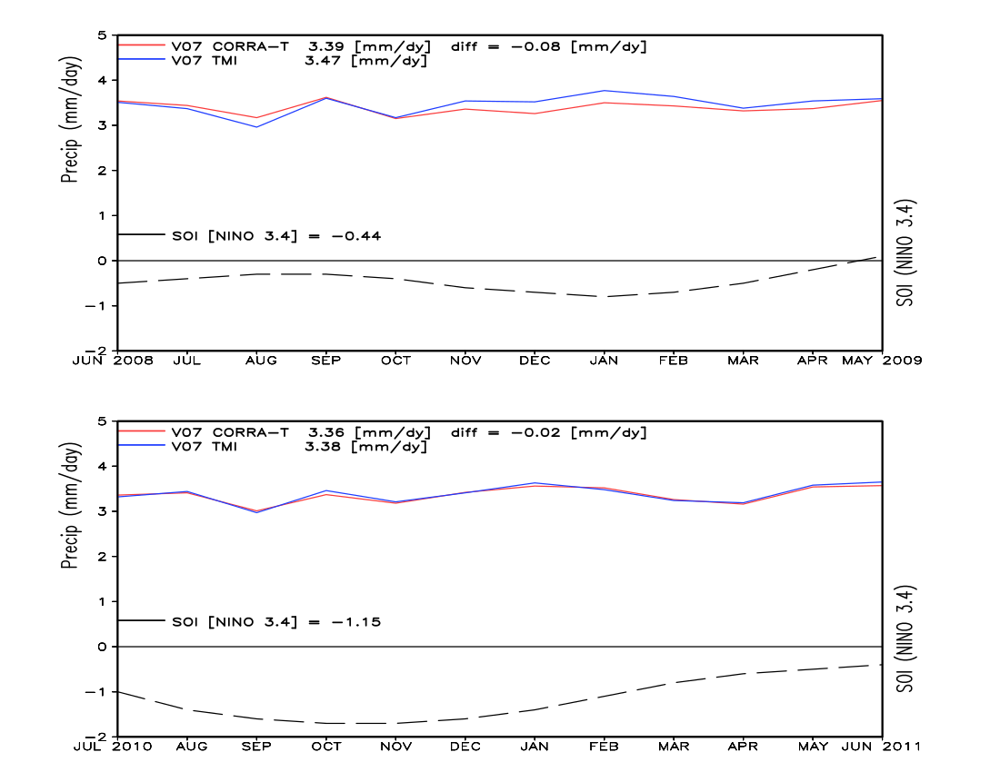 5
V07 CORRA-T 3.39 [mm/dy] diff = -0.08 [mm/dy]
V07 TMI 3.47 [mm/dy]
4
3
2
1
SOI [NINO 3.4] = -0.44
0
-1
-2
Precip (mm/day)
SOI (NINO 3.4)
JUN 2008 JUL AUG SEP OCT NOV DEC JAN FEB MAR APR MAY 2009
5
V07 CORRA-T 3.36 [mm/dy] diff = -0.02 [mm/dy]
V07 TMI 3.38 [mm/dy]
4
3
2
1
SOI [NINO 3.4] = -1.15
0
-1
-2
Precip (mm/day)
SOI (NINO 3.4)
JUL 2010 AUG SEP OCT NOV DEC JAN FEB MAR APR MAY JUN 2011